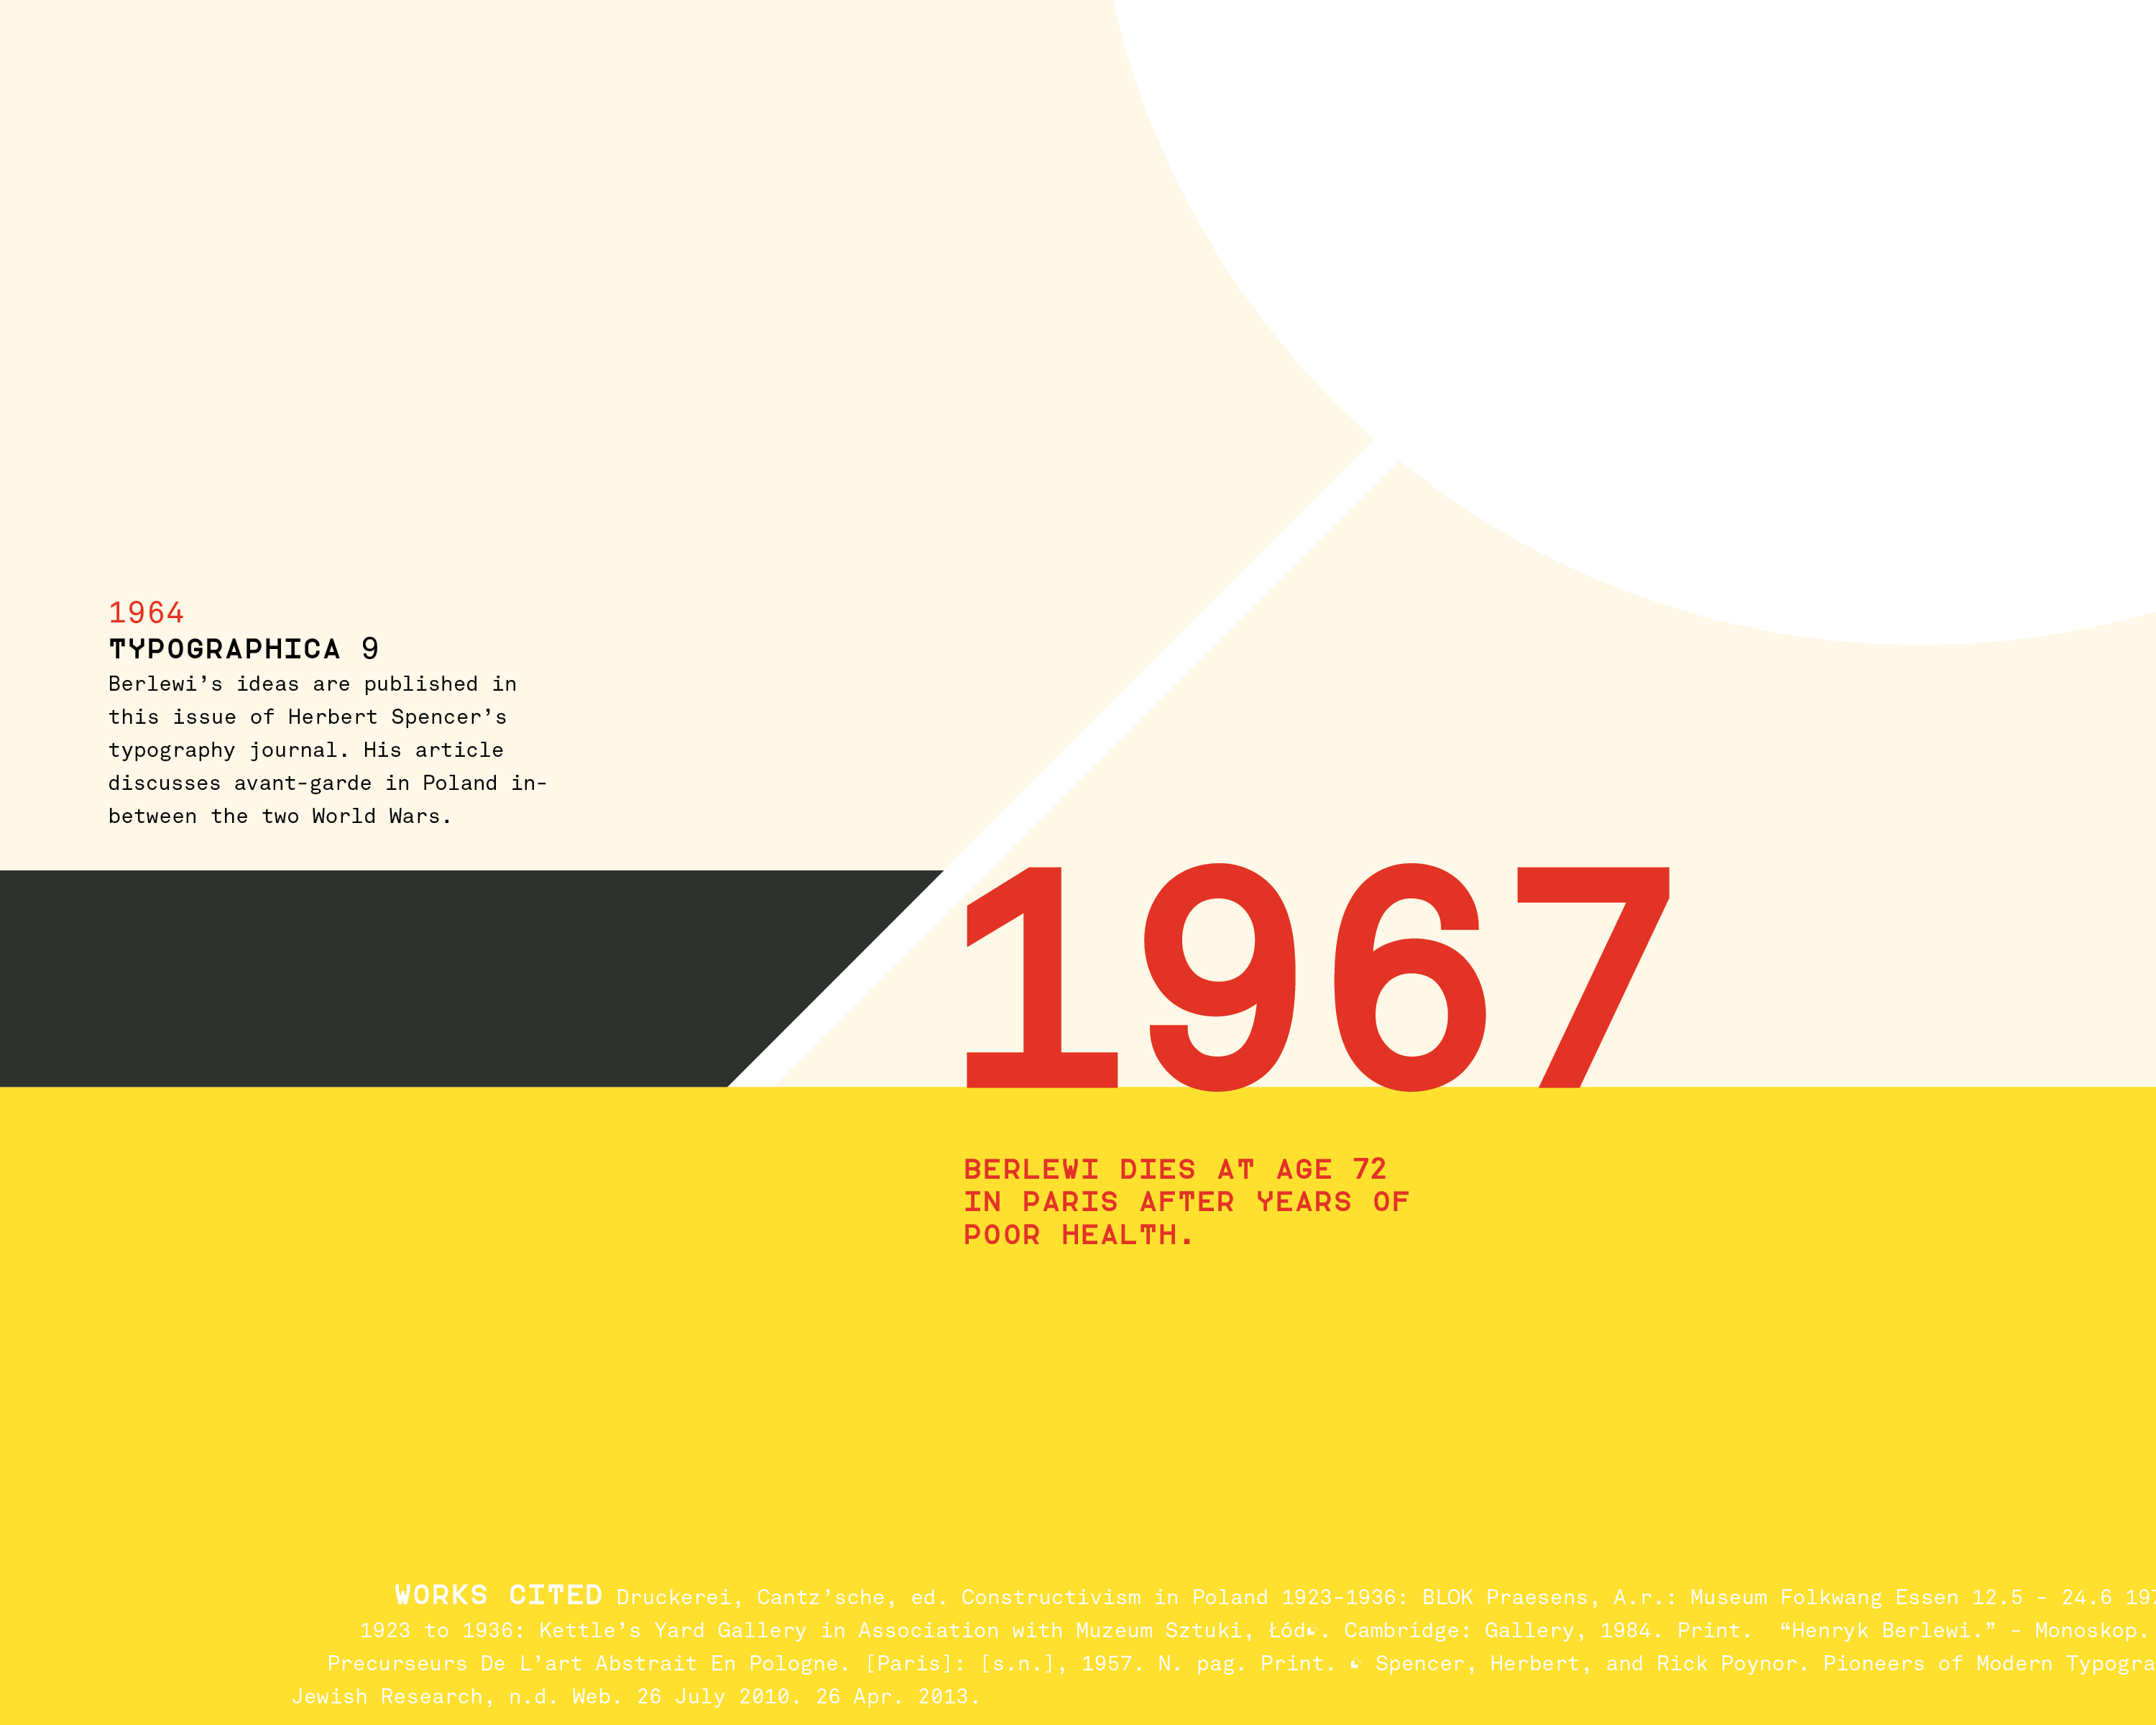 1964
TYPOGRAPHICA 9
Berlewi’s ideas are published in
this issue of Herbert Spencer’s
typography journal. His article
discusses avant-garde in Poland in-
between the two World Wars.
1967
BERLEWI DIES AT AGE 72
IN PARIS AFTER YEARS OF
POOR HEALTH.
WORKS CITED Druckerei, Cantz’sche, ed. Constructivism in Poland 1923-1936: BLOK Praesens, A.r.: Museum Folkwang Essen 12.5 - 24.6
1923 to 1936: Kettle’s Yard Gallery in Association with Muzeum Sztuki, Łód. Cambridge: Gallery, 1984. Print. “Henryk Berlewi.” - Monoskop.
Precurseurs De L’art Abstrait En Pologne. [Paris]: [s.n.], 1957. N. pag. Print. Spencer, Herbert, and Rick Poynor. Pioneers of Modern Typogra
Jewish Research, n.d. Web. 26 July 2010. 26 Apr. 2013.